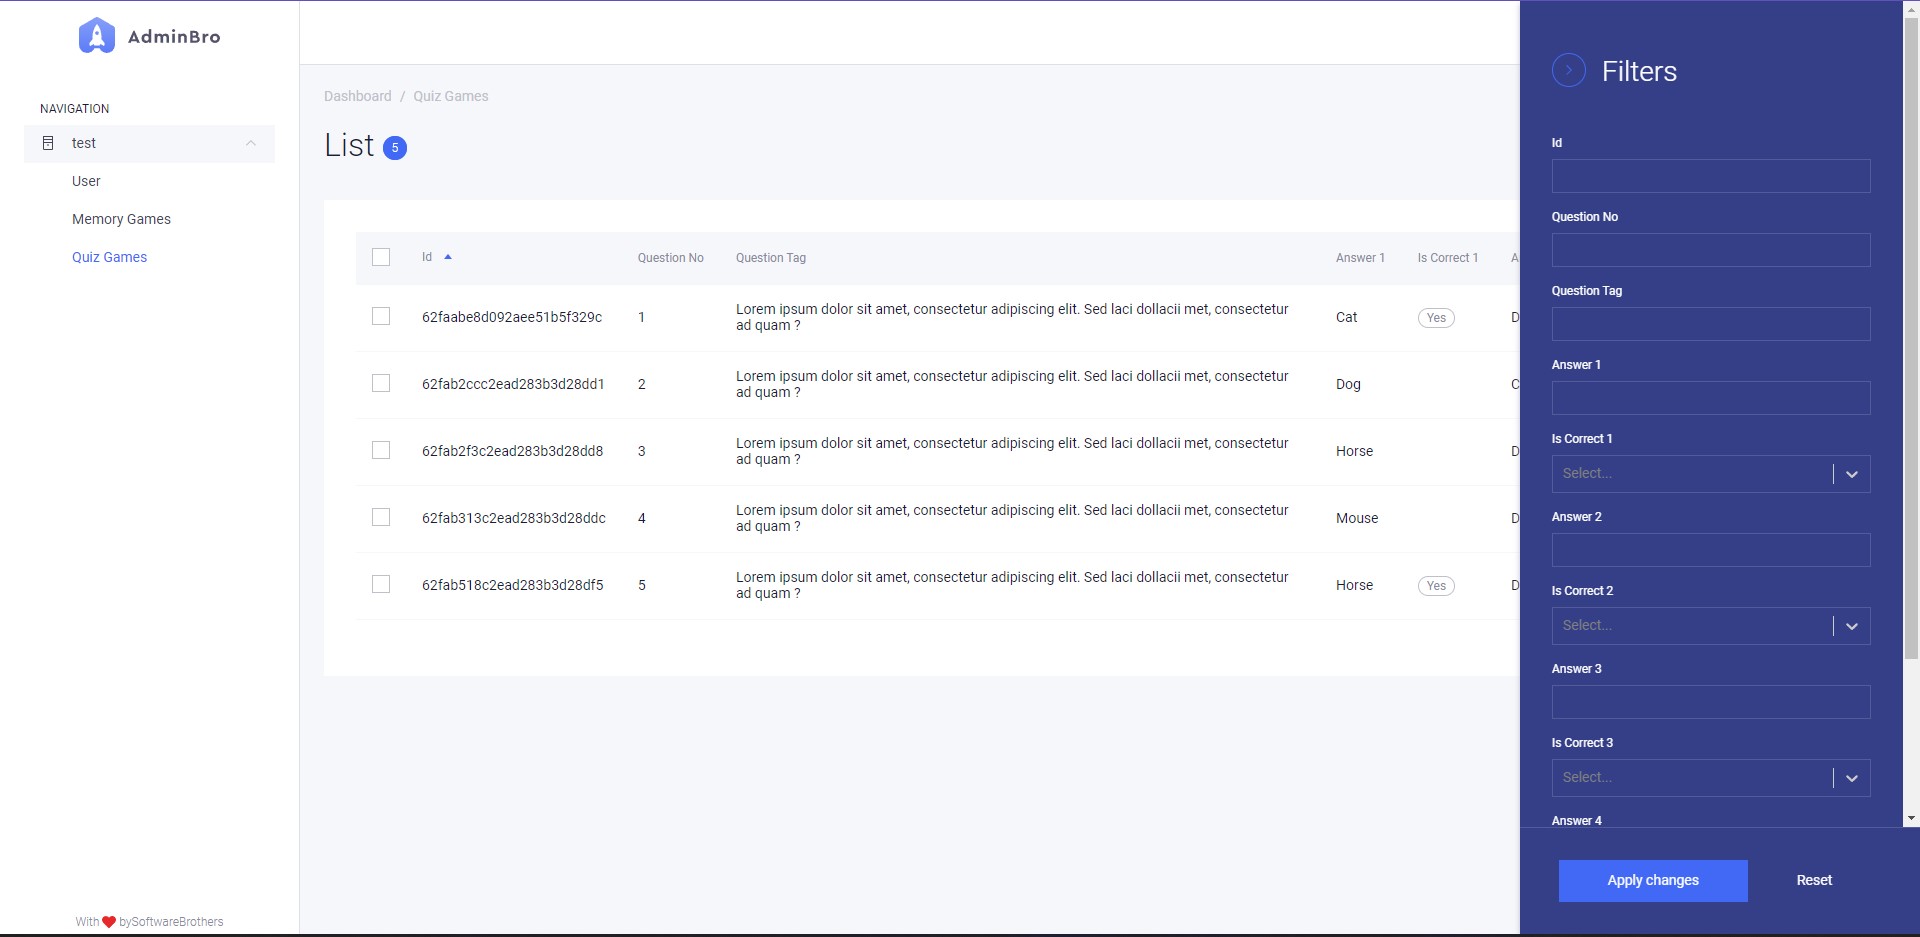 AdminBro
NAVIGATION
test
User
Memory Games
Quiz Games
With ❤ bySoftwareBrothers
Dashboard / Quiz Games
List 5
Id Question No Question Tag Answer 1 Is Correct 1 A
62faabe8d092aee51b5f329c 1 Lorem ipsum dolor sit amet, consectetur adipiscing elit. Sed laci dollacii met, consectetur
ad quam ? Cat Yes D
62fab2ccc2ead283b3d28dd1 2 Lorem ipsum dolor sit amet, consectetur adipiscing elit. Sed laci dollacii met, consectetur
ad quam ? Dog C
62fab2f3c2ead283b3d28dd8 3 Lorem ipsum dolor sit amet, consectetur adipiscing elit. Sed laci dollacii met, consectetur
ad quam ? Horse D
62fab313c2ead283b3d28ddc 4 Lorem ipsum dolor sit amet, consectetur adipiscing elit. Sed laci dollacii met, consectetur
ad quam ? Mouse D
62fab518c2ead283b3d28df5 5 Lorem ipsum dolor sit amet, consectetur adipiscing elit. Sed laci dollacii met, consectetur
ad quam ? Horse Yes D
Filters
Id
Question No
Question Tag
Answer 1
Is Correct 1
Select...
Answer 2
Is Correct 2
Select...
Answer 3
Is Correct 3
Select...
Answer 4
Apply changes Reset